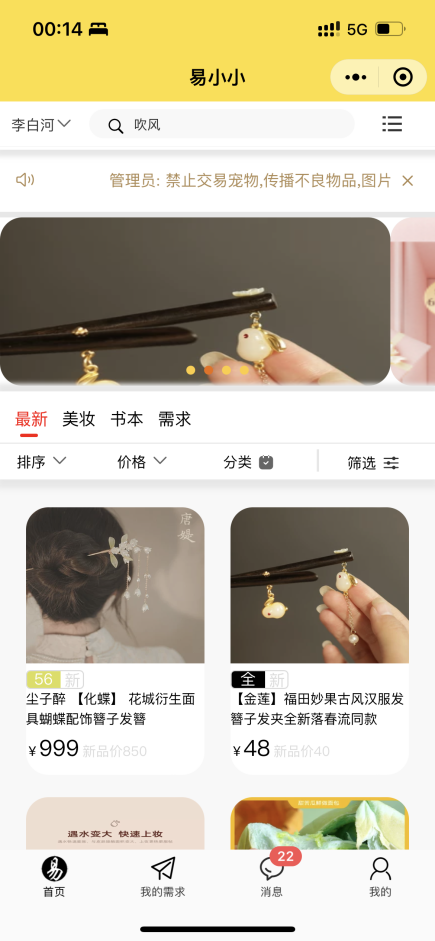 00:14
5G
易小小
李白河
吹风
管理员: 禁止交易宠物,传播不良物品,图片
最新 美妆 书本 需求
排序 价格 分类 筛选
唐媞
56新
尘子醉 【化蝶】 花城衍生面
具蝴蝶配饰簪子发簪
¥999 新品价850
全新
【金莲】福田妙果古风汉服发
簪子发夹全新落春流同款
¥48 新品价40
遇水变大 快速上妆
易
22
首页 我的需求 消息 我的